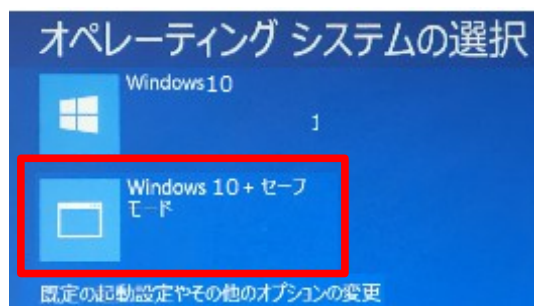 オペレーティング システムの選択
Windows10
1
Windows 10 + セーフ
モード
既定の起動設定やその他のオプションの変更